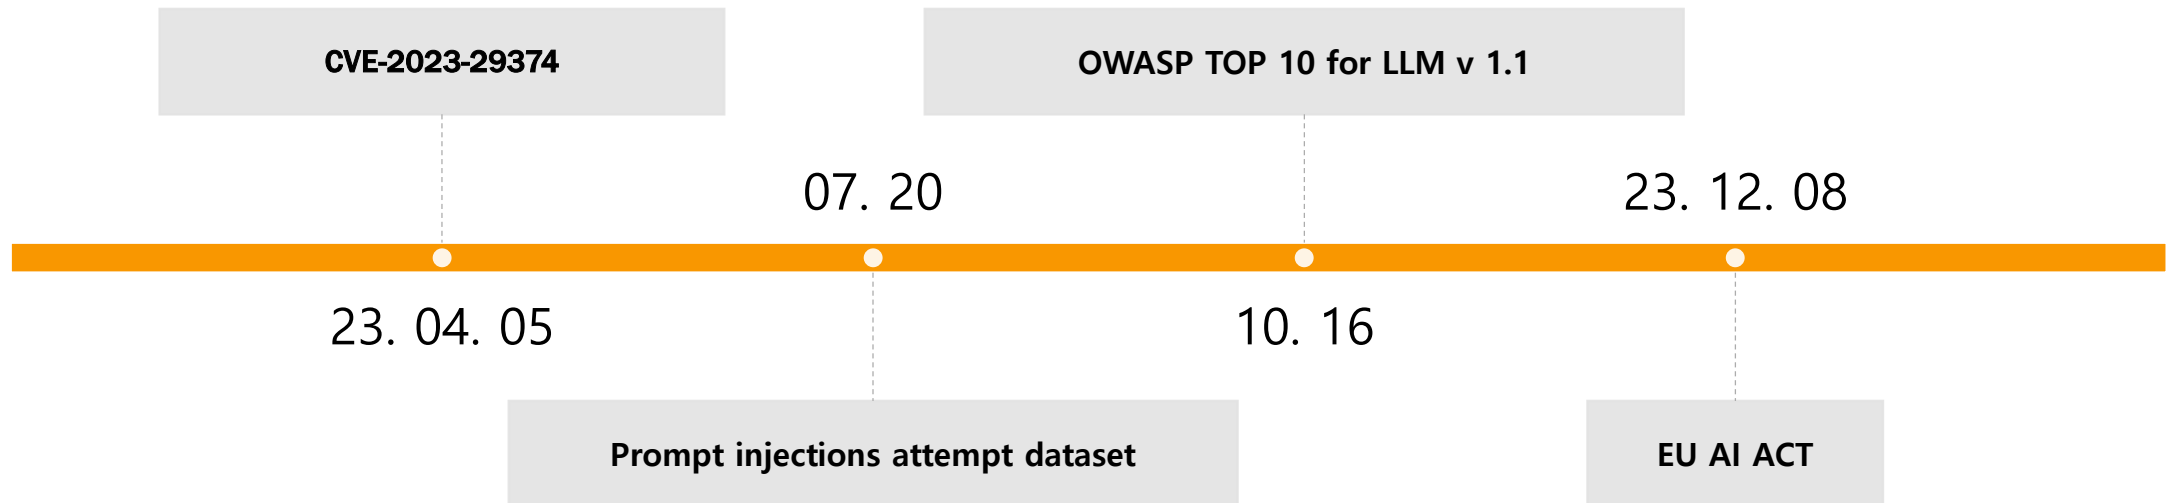 CVE-2023-29374
OWASP TOP 10 for LLM v 1.1
07. 20
23. 12. 08
23. 04. 05
10. 16
Prompt injections attempt dataset
EU AI ACT